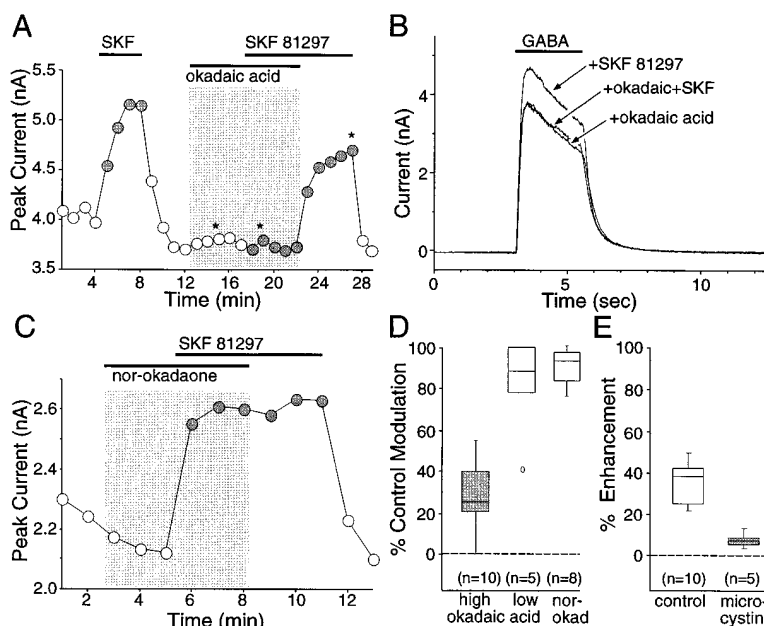 A
SKF
SKF 81297
okadaic acid
Peak Current (nA)
5.5
5.0
4.5
4.0
3.5
*
*
*
4
8
12
16
20
24
28
Time (min)
B
GABA
+SKF 81297
+okadaic+SKF
+okadaic acid
Current (nA)
4
2
0
0
5
10
Time (sec)
C
SKF 81297
nor-okadaone
Peak Current (nA)
2.6
2.4
2.2
2.0
2
4
6
8
10
12
Time (min)
D
% Control Modulation
100
80
60
40
20
0
(n=10) (n=5) (n=8)
high low nor-
okadaic acid okad
E
% Enhancement
100
80
60
40
20
0
(n=10) (n=5)
control micro-
cystin